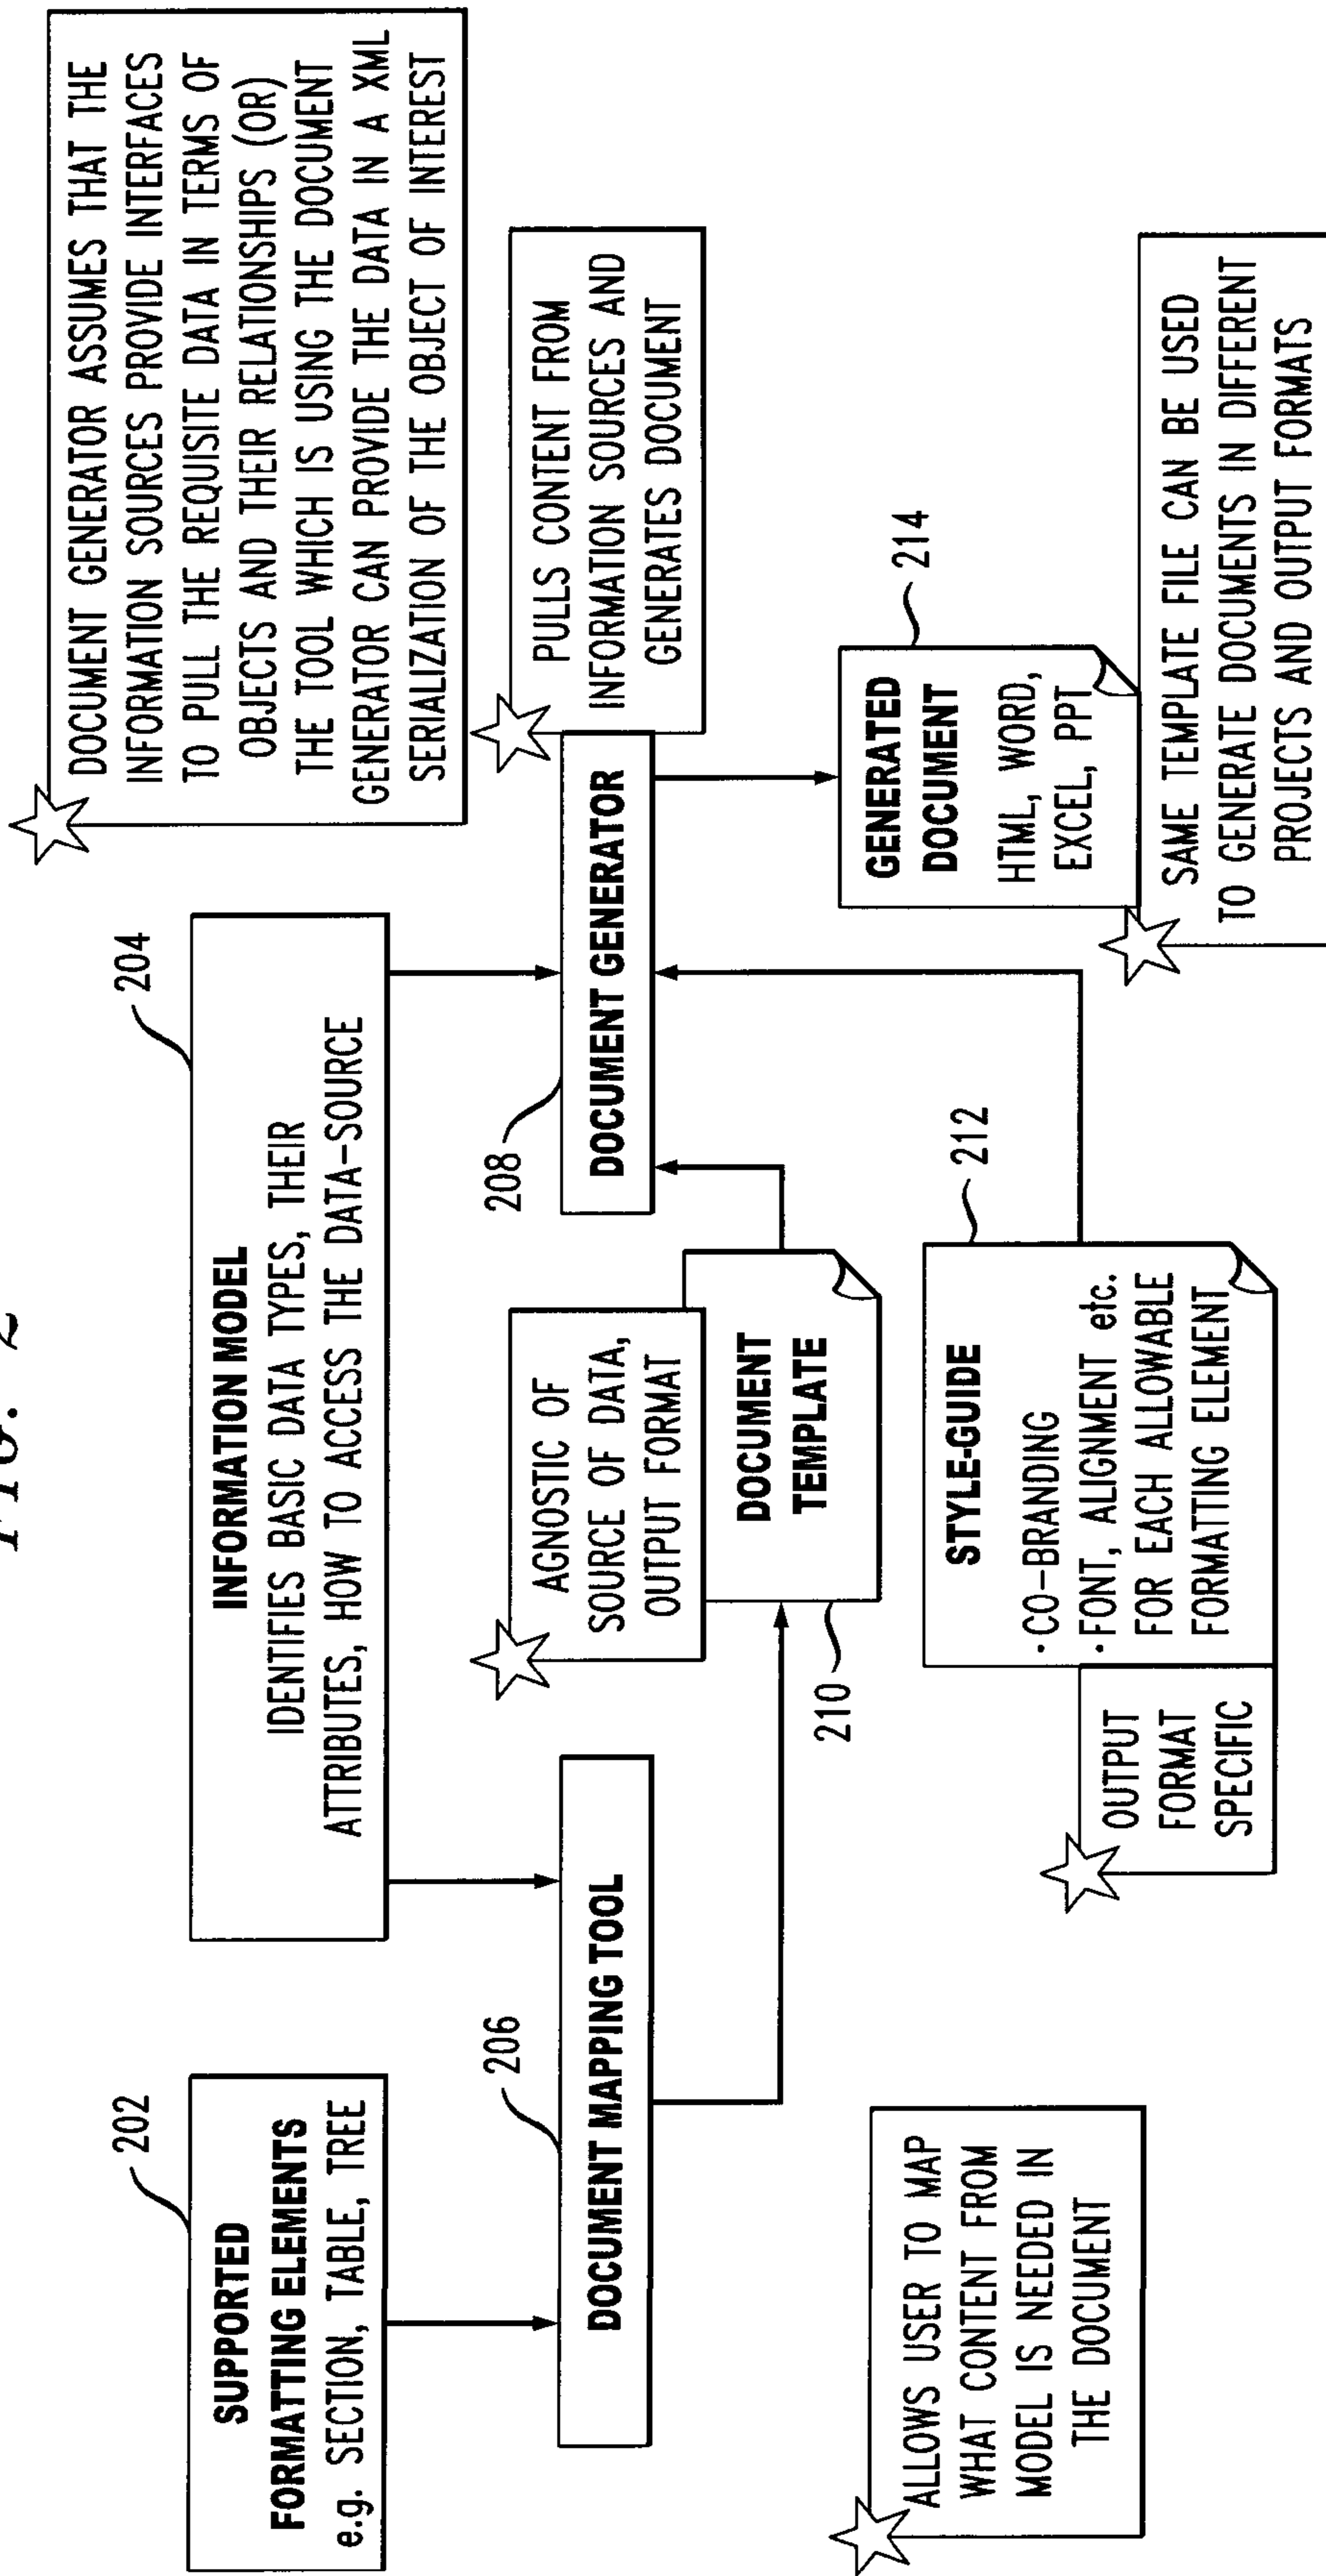 FIG. 2
202
SUPPORTED
FORMATTING ELEMENTS
e.g. SECTION, TABLE, TREE
204
INFORMATION MODEL
IDENTIFIES BASIC DATA TYPES, THEIR
ATTRIBUTES, HOW TO ACCESS THE DATA-SOURCE
DOCUMENT GENERATOR ASSUMES THAT THE
INFORMATION SOURCES PROVIDE INTERFACES
TO PULL THE REQUISITE DATA IN TERMS OF
OBJECTS AND THEIR RELATIONSHIPS (OR)
THE TOOL WHICH IS USING THE DOCUMENT
GENERATOR CAN PROVIDE THE DATA IN A XML
SERIALIZATION OF THE OBJECT OF INTEREST
206
DOCUMENT MAPPING TOOL
AGNOSTIC OF
SOURCE OF DATA,
OUTPUT FORMAT
208
DOCUMENT GENERATOR
PULLS CONTENT FROM
INFORMATION SOURCES AND
GENERATES DOCUMENT
DOCUMENT
TEMPLATE
210
ALLOWS USER TO MAP
WHAT CONTENT FROM
MODEL IS NEEDED IN
THE DOCUMENT
212
STYLE-GUIDE
·CO-BRANDING
·FONT, ALIGNMENT etc.
FOR EACH ALLOWABLE
FORMATTING ELEMENT
OUTPUT
FORMAT
SPECIFIC
214
GENERATED
DOCUMENT
HTML, WORD,
EXCEL, PPT
SAME TEMPLATE FILE CAN BE USED
TO GENERATE DOCUMENTS IN DIFFERENT
PROJECTS AND OUTPUT FORMATS